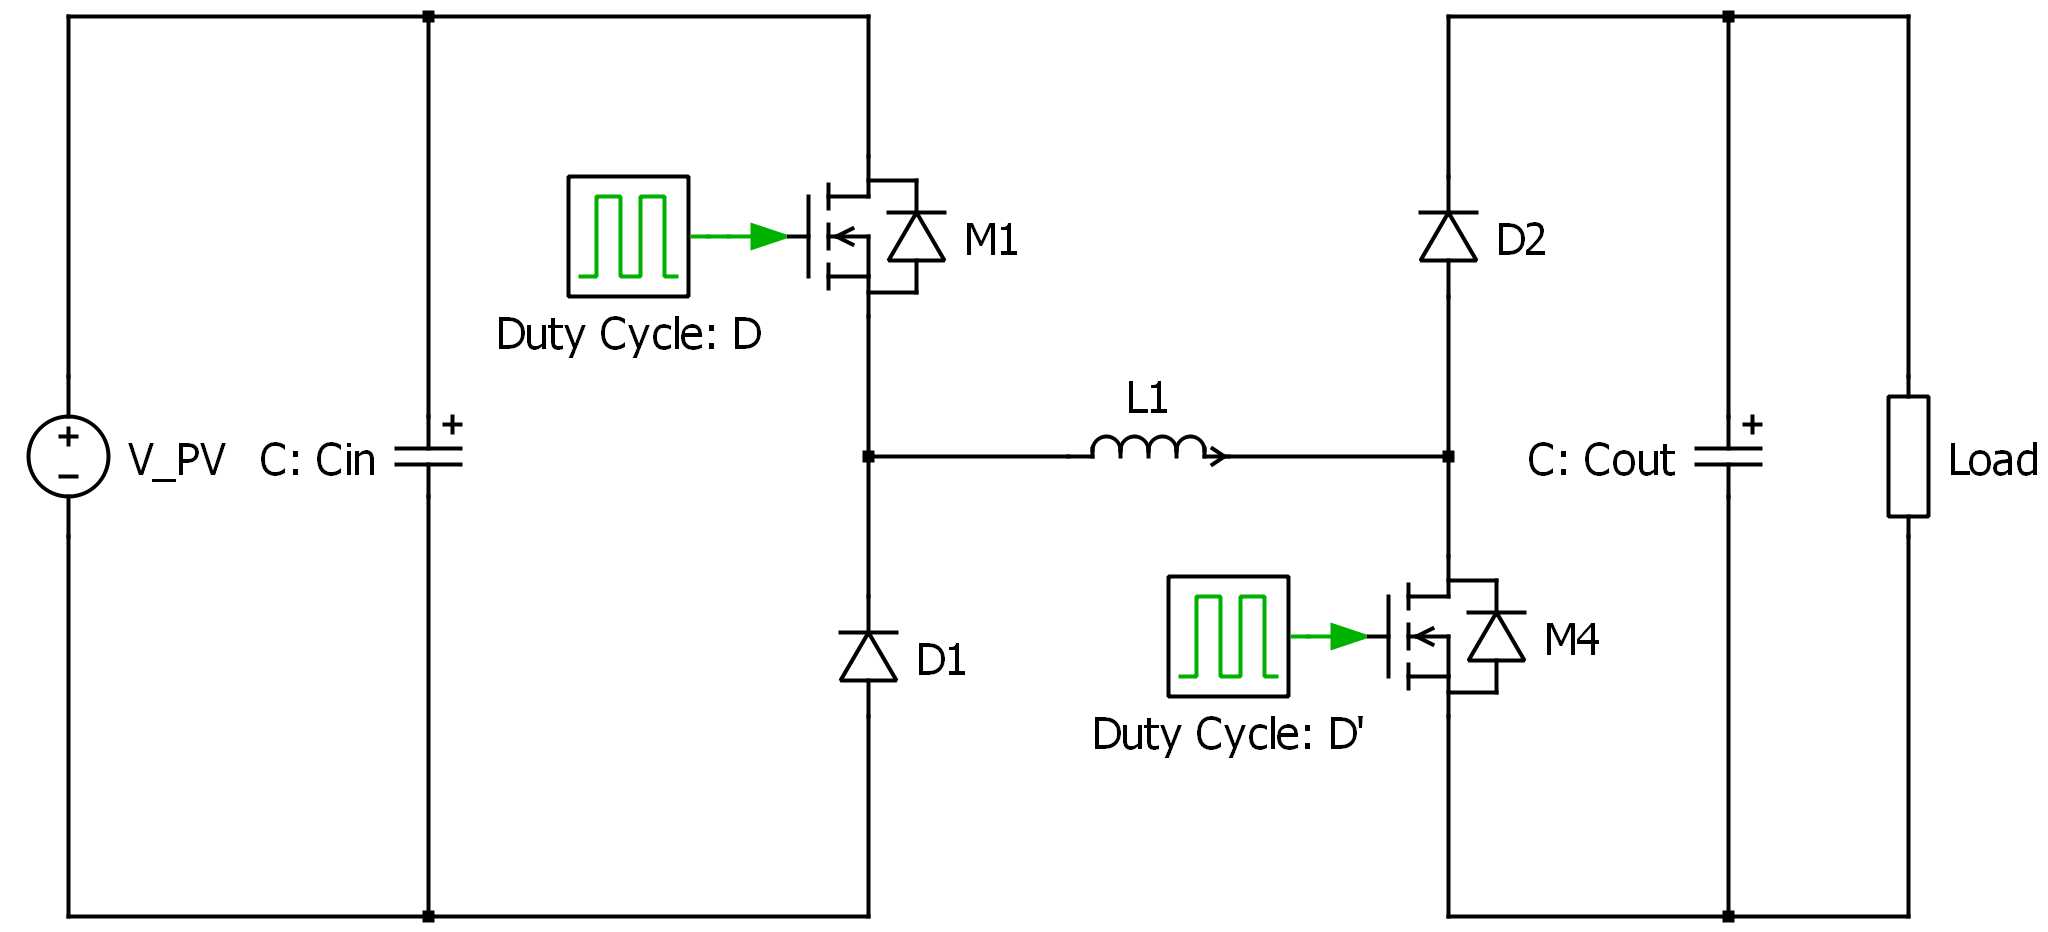 M1
D2
Duty Cycle: D
L1
+
+
+
−
V_PV
C: Cin
C: Cout
Load
D1
M4
Duty Cycle: D'